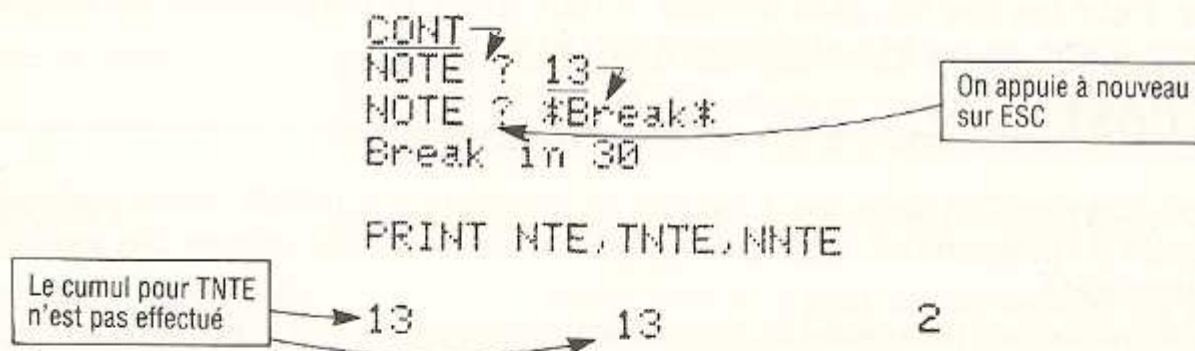 CONT
NOTE ? 13
NOTE ? *Break*
Break in 30
On appuie à nouveau
sur ESC
PRINT NTE,TNTE,NNTE
Le cumul pour TNTE
n'est pas effectué
13 13 2